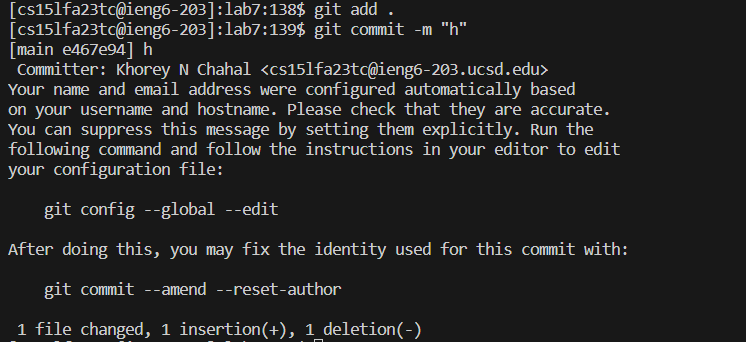 [cs15lfa23tc@ieng6-203]:lab7:138$ git add .
[cs15lfa23tc@ieng6-203]:lab7:139$ git commit -m "h"
[main e467e94] h
 Committer: Khorey N Chahal <cs15lfa23tc@ieng6-203.ucsd.edu>
Your name and email address were configured automatically based
on your username and hostname. Please check that they are accurate.
You can suppress this message by setting them explicitly. Run the
following command and follow the instructions in your editor to edit
your configuration file:

    git config --global --edit

After doing this, you may fix the identity used for this commit with:

    git commit --amend --reset-author

 1 file changed, 1 insertion(+), 1 deletion(-)